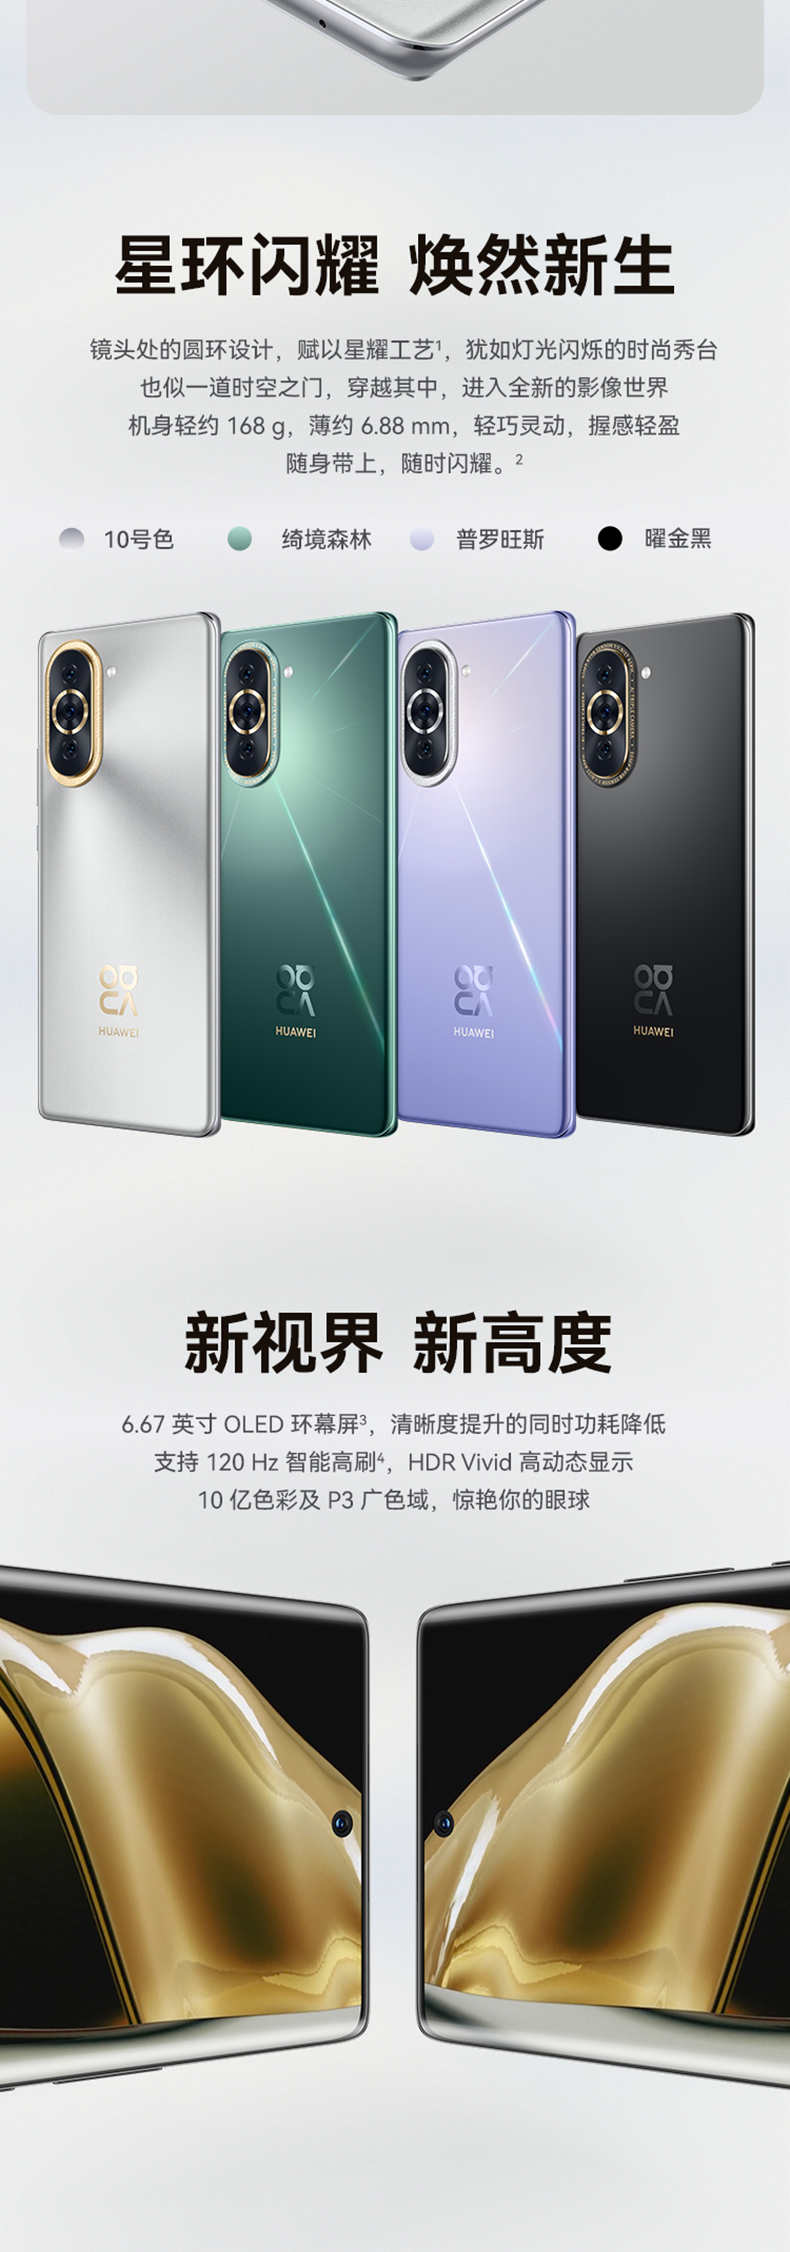 星环闪耀 焕然新生
镜头处的圆环设计，赋以星耀工艺¹，犹如灯光闪烁的时尚秀台
也似一道时空之门，穿越其中，进入全新的影像世界
机身轻约 168 g，薄约 6.88 mm，轻巧灵动，握感轻盈
随身带上，随时闪耀。²
10号色 绮境森林 普罗旺斯 曜金黑
HUAWEI HUAWEI HUAWEI HUAWEI
新视界 新高度
6.67 英寸 OLED 环幕屏³，清晰度提升的同时功耗降低
支持 120 Hz 智能高刷⁴，HDR Vivid 高动态显示
10 亿色彩及 P3 广色域，惊艳你的眼球